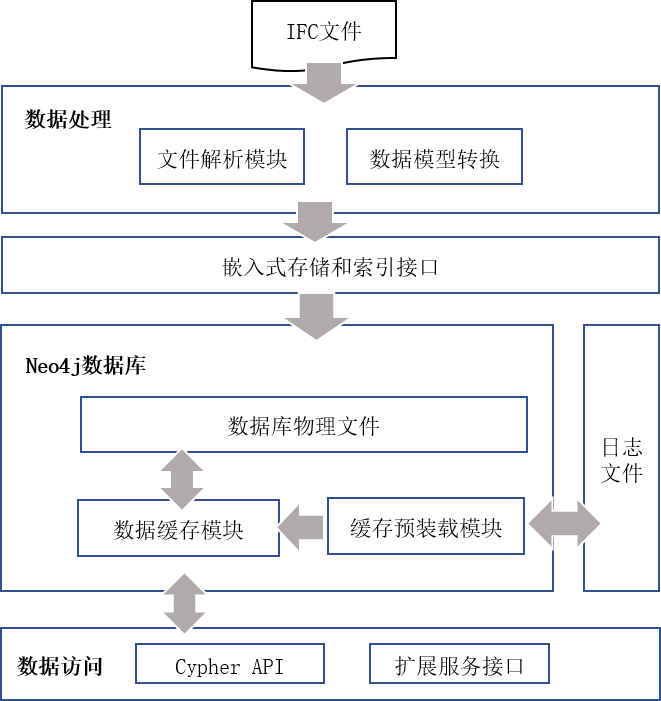 IFC文件
数据处理
文件解析模块
数据模型转换
嵌入式存储和索引接口
Neo4j数据库
数据库物理文件
数据缓存模块
缓存预装载模块
日志
文件
数据访问
Cypher API
扩展服务接口